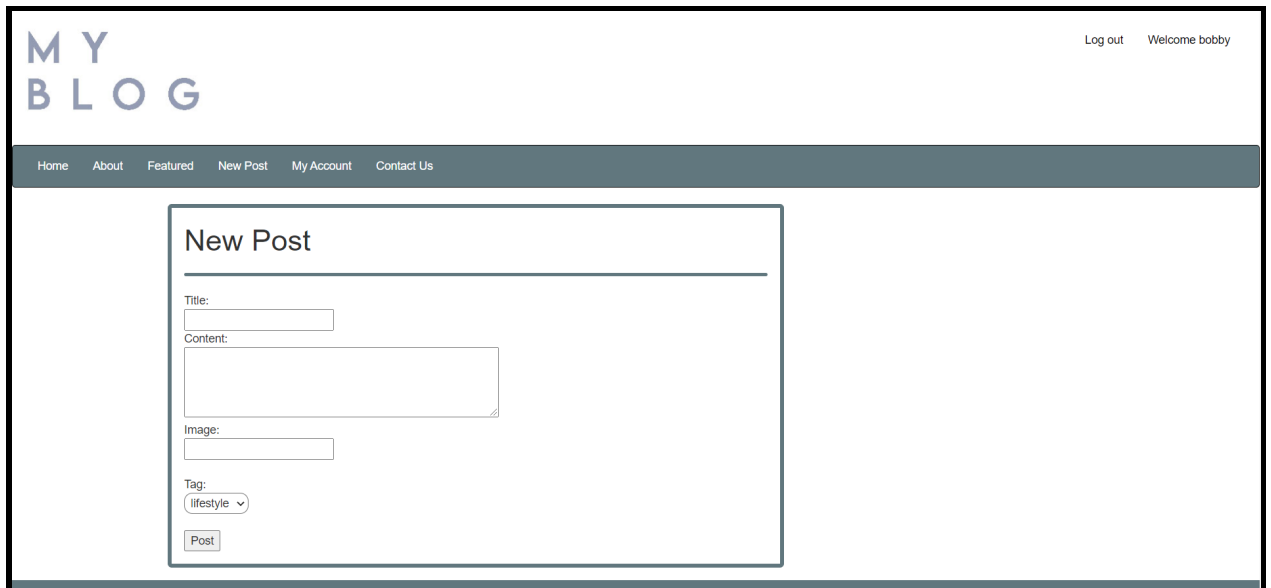 M Y
B L O G
Log out Welcome bobby
Home About Featured New Post My Account Contact Us
New Post
Title:
Content:
Image:
Tag:
lifestyle
Post